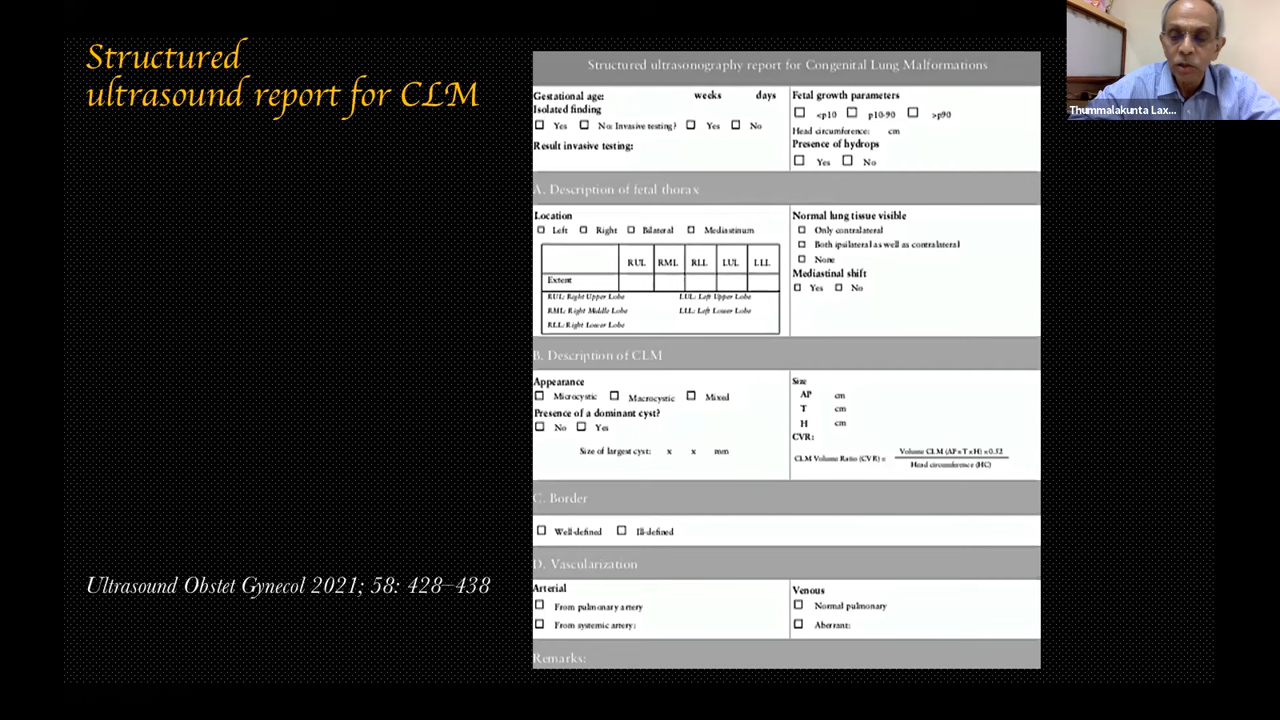 Structured
ultrasound report for CLM
Thummalakunta Lax...
Structured ultrasonography report for Congenital Lung Malformations
Gestational age: weeks days
Isolated finding
Yes No: Invasive testing? Yes No
Result invasive testing:
Fetal growth parameters
<p10 p10-90 >p90
Head circumference: cm
Presence of hydrops
Yes No
A. Description of fetal thorax
Location
Left Right Bilateral Mediastinum
RUL RML RLL LUL LLL
Extent
RUL: Right Upper Lobe LUL: Left Upper Lobe
RML: Right Middle Lobe LLL: Left Lower Lobe
RLL: Right Lower Lobe
Normal lung tissue visible
Only contralateral
Both ipsilateral as well as contralateral
None
Mediastinal shift
Yes No
B. Description of CLM
Appearance
Microcystic Macrocystic Mixed
Presence of a dominant cyst?
No Yes
Size of largest cyst: x x mm
Size
AP cm
T cm
H cm
CVR:
CLM Volume Ratio (CVR) = Volume CLM (AP×T×H) ×0.52
Head circumference (HC)
C. Border
Well-defined Ill-defined
D. Vascularization
Arterial
From pulmonary artery
From systemic artery:
Venous
Normal pulmonary
Aberrant:
Remarks:
Ultrasound Obstet Gynecol 2021; 58: 428–438